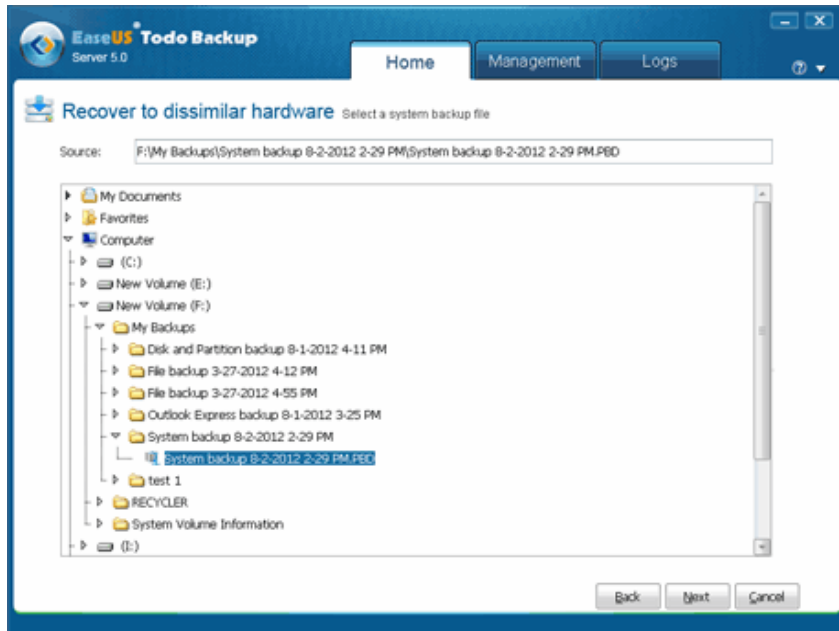 EaseUS Todo Backup
Server 5.0
Home
Management
Logs
Recover to dissimilar hardware Select a system backup file
Source: F:\My Backups\System backup 8-2-2012 2-29 PM\System backup 8-2-2012 2-29 PM.PBD
My Documents
Favorites
Computer
(C:)
New Volume (E:)
New Volume (F:)
My Backups
Disk and Partition backup 8-1-2012 4-11 PM
File backup 3-27-2012 4-12 PM
File backup 3-27-2012 4-55 PM
Outlook Express backup 8-1-2012 3-25 PM
System backup 8-2-2012 2-29 PM
System backup 8-2-2012 2-29 PM.PBD
test 1
RECYCLER
System Volume Information
(I:)
Back Next Cancel